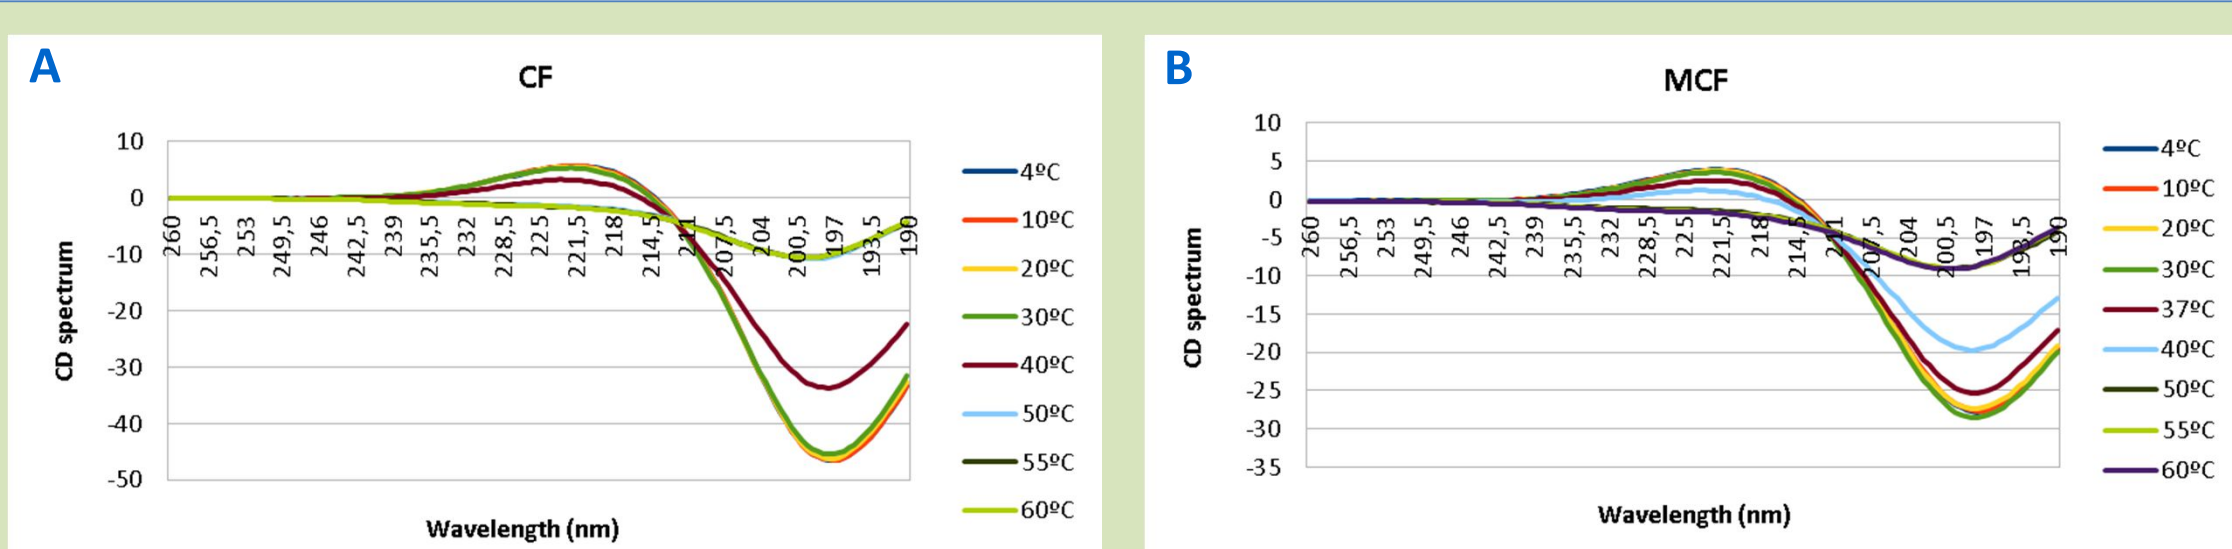 A
CF
10
0
-10
-20
-30
-40
-50
CD spectrum
260
256,5
253
249,5
246
242,5
239
235,5
232
228,5
225
221,5
218
214,5
211
207,5
204
200,5
197
193,5
190
Wavelength (nm)
4ºC
10ºC
20ºC
30ºC
40ºC
50ºC
55ºC
60ºC
B
MCF
10
5
0
-5
-10
-15
-20
-25
-30
-35
CD spectrum
260
256,5
253
249,5
246
242,5
239
235,5
232
228,5
225
221,5
218
214,5
211
207,5
204
200,5
197
193,5
190
Wavelength (nm)
4ºC
10ºC
20ºC
30ºC
37ºC
40ºC
50ºC
55ºC
60ºC